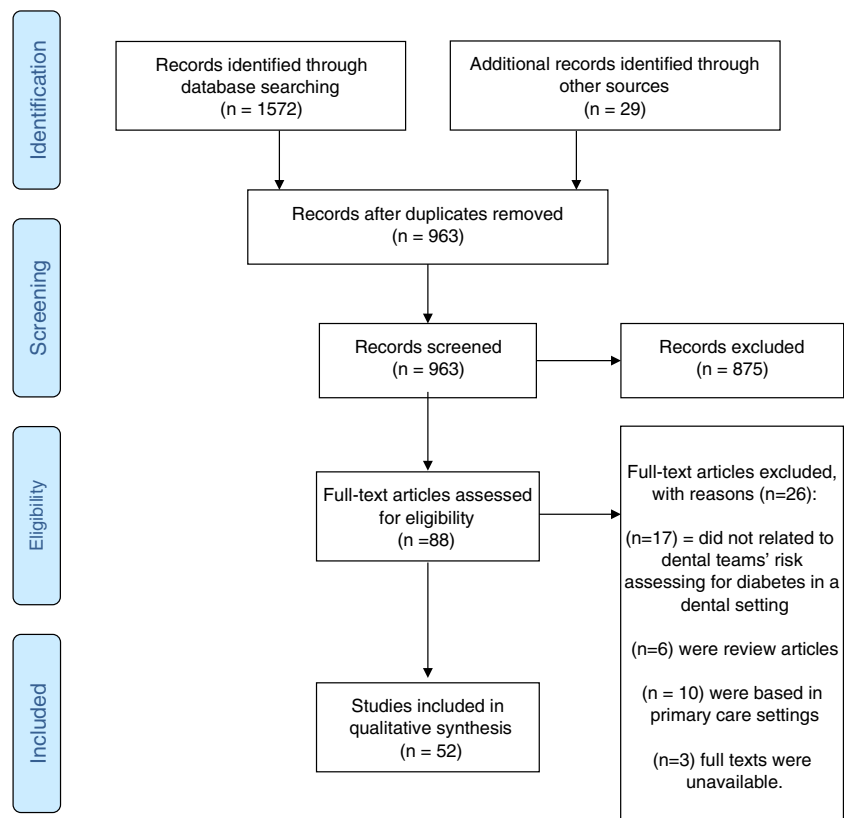 Identification
Records identified through
database searching
(n = 1572)
Additional records identified through
other sources
(n = 29)
Records after duplicates removed
(n = 963)
Screening
Records screened
(n = 963)
Records excluded
(n = 875)
Eligibility
Full-text articles assessed
for eligibility
(n =88)
Full-text articles excluded,
with reasons (n=26):
(n=17) = did not related to
dental teams' risk
assessing for diabetes in a
dental setting
(n=6) were review articles
(n = 10) were based in
primary care settings
(n=3) full texts were
unavailable.
Included
Studies included in
qualitative synthesis
(n = 52)